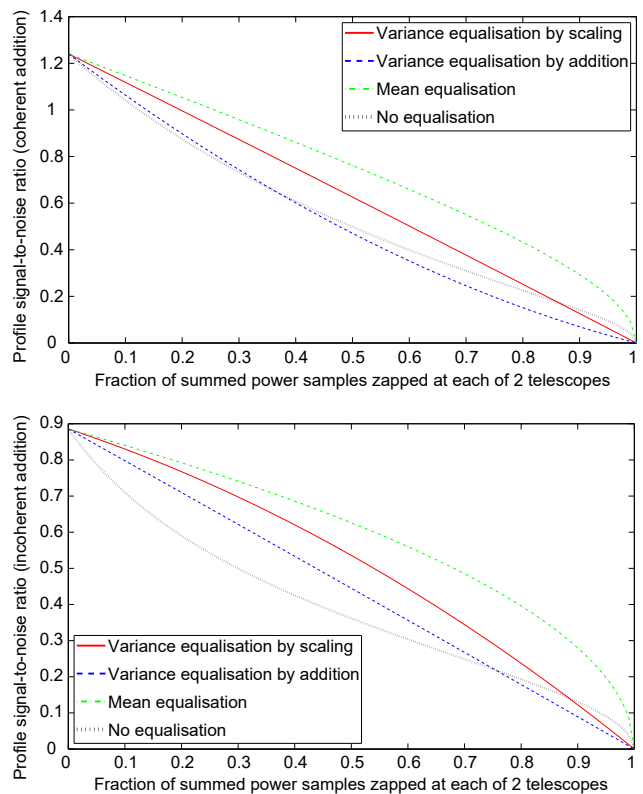 Profile signal-to-noise ratio (coherent addition)
1.4
1.2
1
0.8
0.6
0.4
0.2
0
Variance equalisation by scaling
Variance equalisation by addition
Mean equalisation
No equalisation
0 0.1 0.2 0.3 0.4 0.5 0.6 0.7 0.8 0.9 1
Fraction of summed power samples zapped at each of 2 telescopes
Profile signal-to-noise ratio (incoherent addition)
0.9
0.8
0.7
0.6
0.5
0.4
0.3
0.2
0.1
0
Variance equalisation by scaling
Variance equalisation by addition
Mean equalisation
No equalisation
0 0.1 0.2 0.3 0.4 0.5 0.6 0.7 0.8 0.9 1
Fraction of summed power samples zapped at each of 2 telescopes